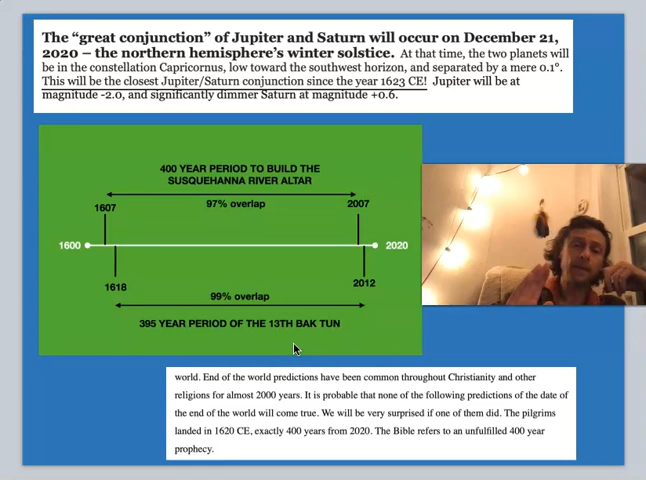 The “great conjunction” of Jupiter and Saturn will occur on December 21,
2020 – the northern hemisphere’s winter solstice. At that time, the two planets will
be in the constellation Capricornus, low toward the southwest horizon, and separated by a mere 0.1°.
This will be the closest Jupiter/Saturn conjunction since the year 1623 CE! Jupiter will be at
magnitude -2.0, and significantly dimmer Saturn at magnitude +0.6.
400 YEAR PERIOD TO BUILD THE
SUSQUEHANNA RIVER ALTAR
1607
97% overlap
2007
1600
2020
1618
2012
99% overlap
395 YEAR PERIOD OF THE 13TH BAK TUN
world. End of the world predictions have been common throughout Christianity and other
religions for almost 2000 years. It is probable that none of the following predictions of the date of
the end of the world will come true. We will be very surprised if one of them did. The pilgrims
landed in 1620 CE, exactly 400 years from 2020. The Bible refers to an unfulfilled 400 year
prophecy.